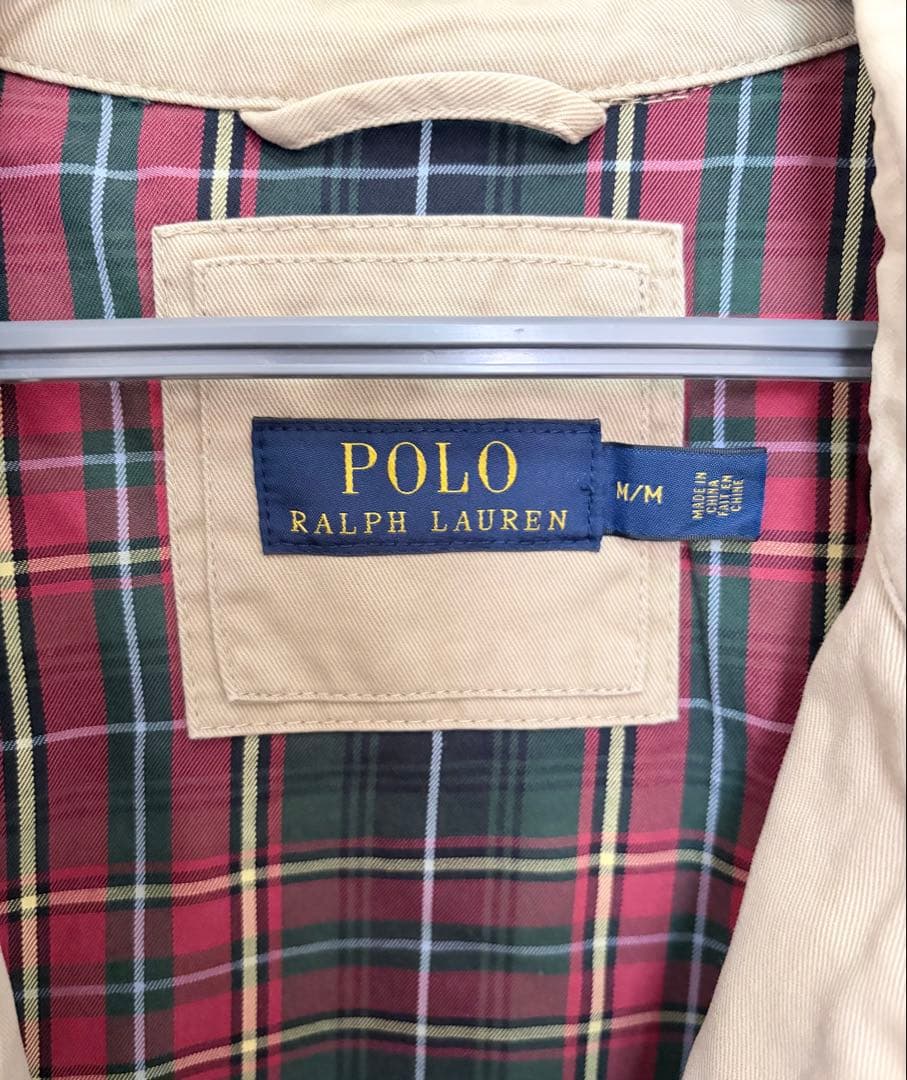 POLO
RALPH LAUREN
M/M
MADE IN
CHINA
FAIT EN
CHINE